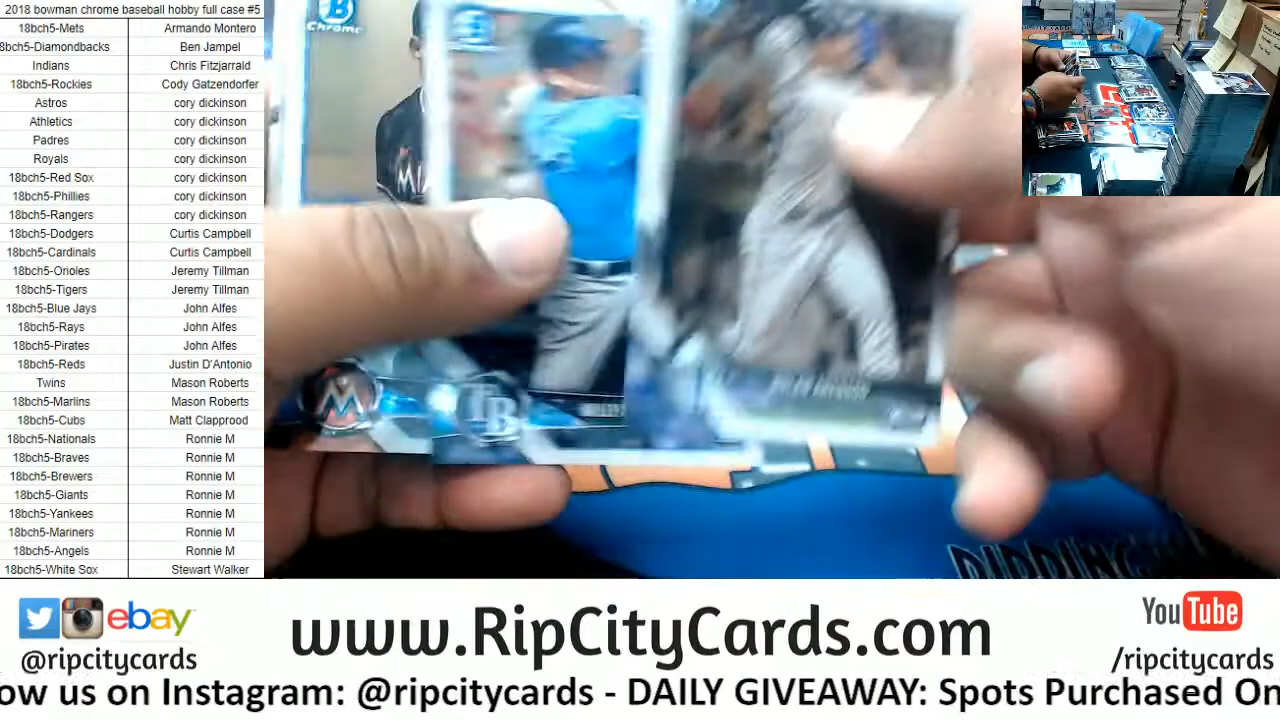 2018 bowman chrome baseball hobby full case #5
18bch5-Mets Armando Montero
8bch5-Diamondbacks Ben Jampel
Indians Chris Fitzjarrald
18bch5-Rockies Cody Gatzendorfer
Astros cory dickinson
Athletics cory dickinson
Padres cory dickinson
Royals cory dickinson
18bch5-Red Sox cory dickinson
18bch5-Phillies cory dickinson
18bch5-Rangers cory dickinson
18bch5-Dodgers Curtis Campbell
18bch5-Cardinals Curtis Campbell
18bch5-Orioles Jeremy Tillman
18bch5-Tigers Jeremy Tillman
18bch5-Blue Jays John Alfes
18bch5-Rays John Alfes
18bch5-Pirates John Alfes
18bch5-Reds Justin D'Antonio
Twins Mason Roberts
18bch5-Marlins Mason Roberts
18bch5-Cubs Matt Clapprood
18bch5-Nationals Ronnie M
18bch5-Braves Ronnie M
18bch5-Brewers Ronnie M
18bch5-Giants Ronnie M
18bch5-Yankees Ronnie M
18bch5-Mariners Ronnie M
18bch5-Angels Ronnie M
18bch5-White Sox Stewart Walker
Chrome
MI
TB
ebay
@ripcitycards
www.RipCityCards.com
YouTube
/ripcitycards
ow us on Instagram: @ripcitycards - DAILY GIVEAWAY: Spots Purchased On